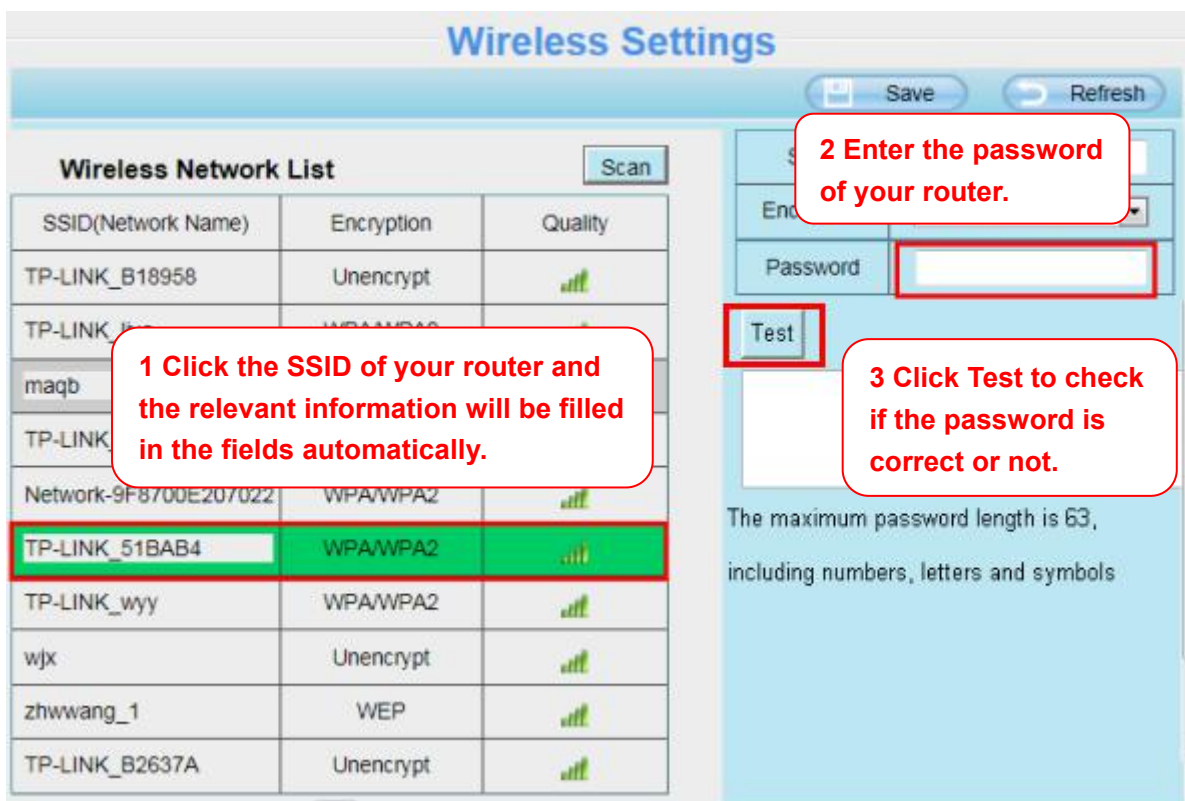 Wireless Settings
Save
Refresh
Wireless Network List
Scan
SSID(Network Name) Encryption Quality
TP-LINK_B18958 Unencrypt
TP-LINK
maqb
TP-LINK
Network-9F8700E207022 WPA/WPA2
TP-LINK_51BAB4 WPA/WPA2
TP-LINK_wyy WPA/WPA2
wjx Unencrypt
zhwwang_1 WEP
TP-LINK_B2637A Unencrypt
1 Click the SSID of your router and
the relevant information will be filled
in the fields automatically.
2 Enter the password
of your router.
Password
Test
3 Click Test to check
if the password is
correct or not.
The maximum password length is 63,
including numbers, letters and symbols